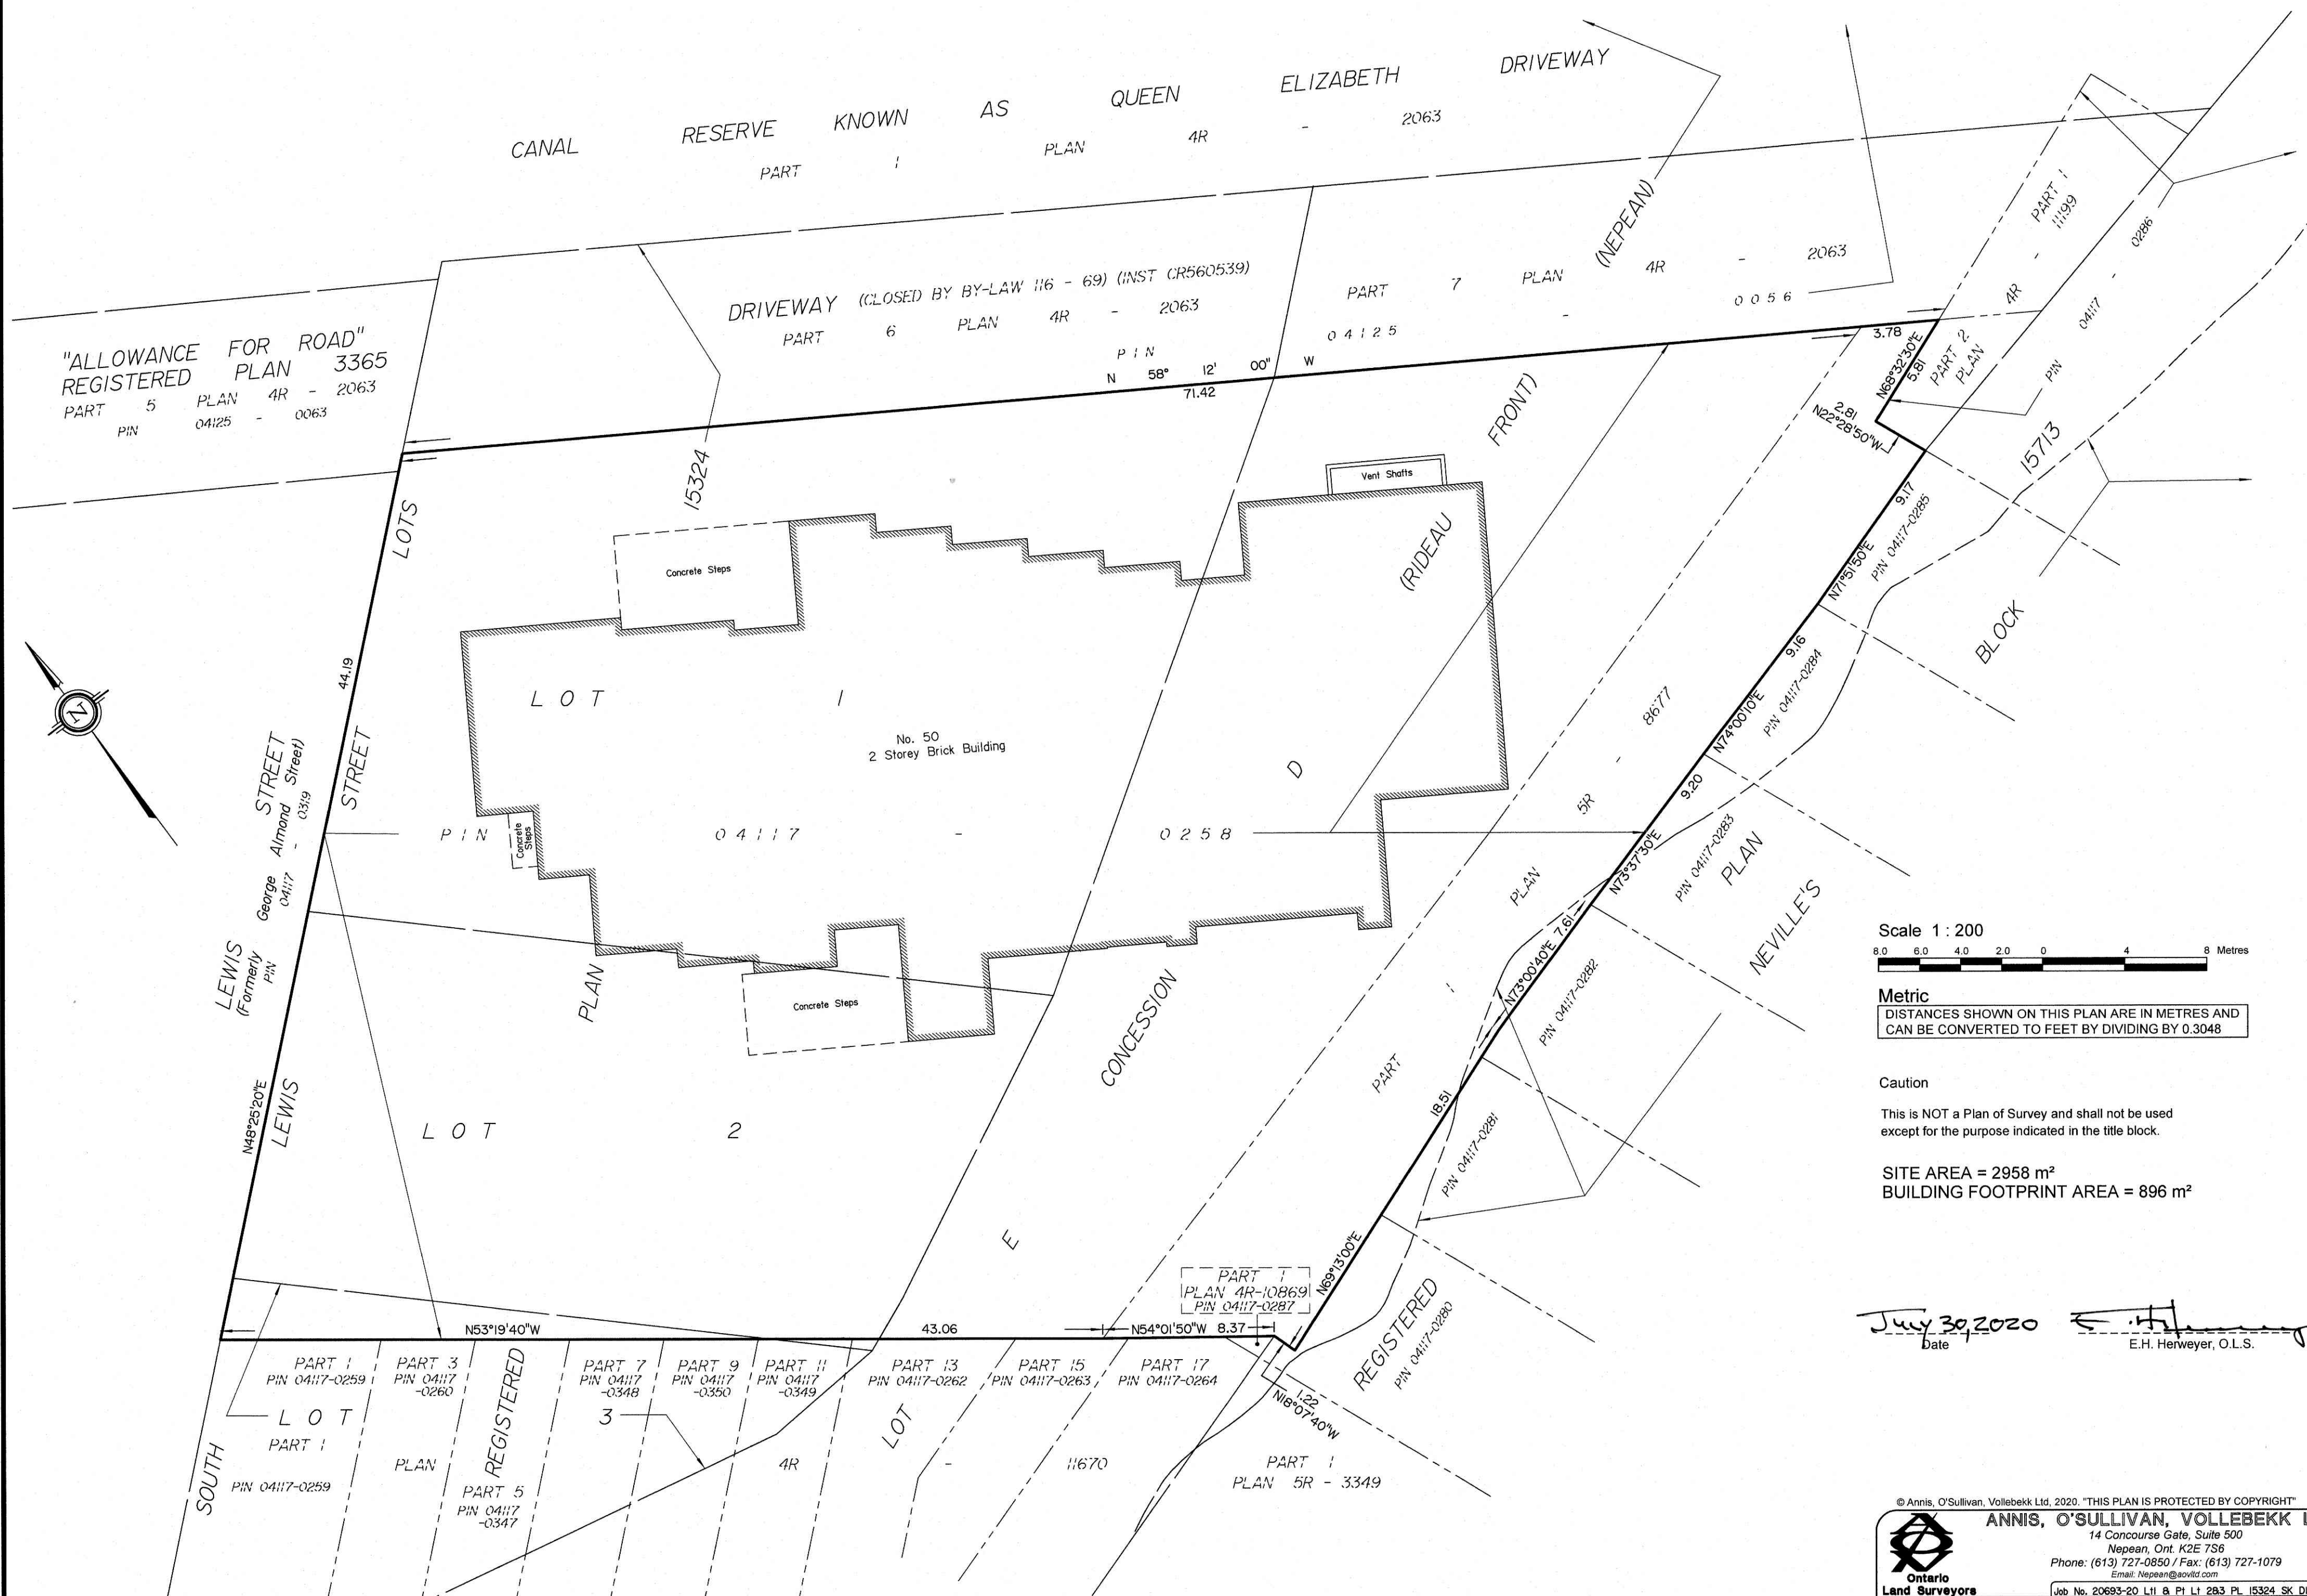 CANAL RESERVE KNOWN AS QUEEN ELIZABETH DRIVEWAY
PART 1 PLAN 4R - 2063
(NEPEAN)
"ALLOWANCE FOR ROAD"
REGISTERED PLAN 3365
PART 5 PLAN 4R - 2063
PIN 04125 - 0063
DRIVEWAY (CLOSED BY BY-LAW 116 - 69) (INST CR560539)
PART 6 PLAN 4R - 2063
PART 7 PLAN 4R - 2063
PIN 04125 - 0056
N 58° 12' 00" W
71.42
3.78
N68°32'30"E
5.81
PART 2
PLAN 4R - 11199
PART 1
PIN 04117 - 0286
2.81
N22°28'50"W
15713
15324
LOTS
FRONT)
(RIDEAU
Vent Shafts
Concrete Steps
9.17
N71°51'50"E
PIN 04117-0285
BLOCK
9.16
N74°00'10"E
PIN 04117-0284
44.19
LOT 1
No. 50
2 Storey Brick Building
D
8677
5R -
PLAN
9.20
N73°37'30"E
PIN 04117-0283
PLAN
NEVILLE'S
LEWIS STREET
(Formerly George Almond Street)
PIN 04117 - 0319
STREET
PIN 04117 - 0258
Concrete
Steps
7.61
N73°00'40"E
PIN 04117-0282
PLAN
Concrete Steps
CONCESSION
1
PART
N48°25'20"E
LEWIS
LOT 2
E
18.51
PIN 04117-0281
N69°13'00"E
REGISTERED
PIN 04117-0280
PART 1
PLAN 4R-10869
PIN 04117-0287
N53°19'40"W
43.06
N54°01'50"W 8.37
1.22
N18°07'40"W
PART 1
PIN 04117-0259
PART 3
PIN 04117
-0260
PART 7
PIN 04117
-0348
PART 9
PIN 04117
-0350
PART 11
PIN 04117
-0349
PART 13
PIN 04117-0262
PART 15
PIN 04117-0263
PART 17
PIN 04117-0264
LOT
3
PART 1
PIN 04117-0259
REGISTERED
LOT
PLAN 4R - 11670
SOUTH
PART 5
PIN 04117
-0347
PART 1
PLAN 5R - 3349
N
Scale 1 : 200
8.0 6.0 4.0 2.0 0 4 8 Metres
Metric
DISTANCES SHOWN ON THIS PLAN ARE IN METRES AND
CAN BE CONVERTED TO FEET BY DIVIDING BY 0.3048
Caution
This is NOT a Plan of Survey and shall not be used
except for the purpose indicated in the title block.
SITE AREA = 2958 m²
BUILDING FOOTPRINT AREA = 896 m²
July 30, 2020
Date
E.H. Herweyer, O.L.S.
© Annis, O'Sullivan, Vollebekk Ltd, 2020. "THIS PLAN IS PROTECTED BY COPYRIGHT"
ANNIS, O'SULLIVAN, VOLLEBEKK
14 Concourse Gate, Suite 500
Nepean, Ont. K2E 7S6
Phone: (613) 727-0850 / Fax: (613) 727-1079
Email: Nepean@aovltd.com
Ontario
Land Surveyors
Job No. 20693-20 Lt1 & Pt Lt 2&3 PL 15324 SK